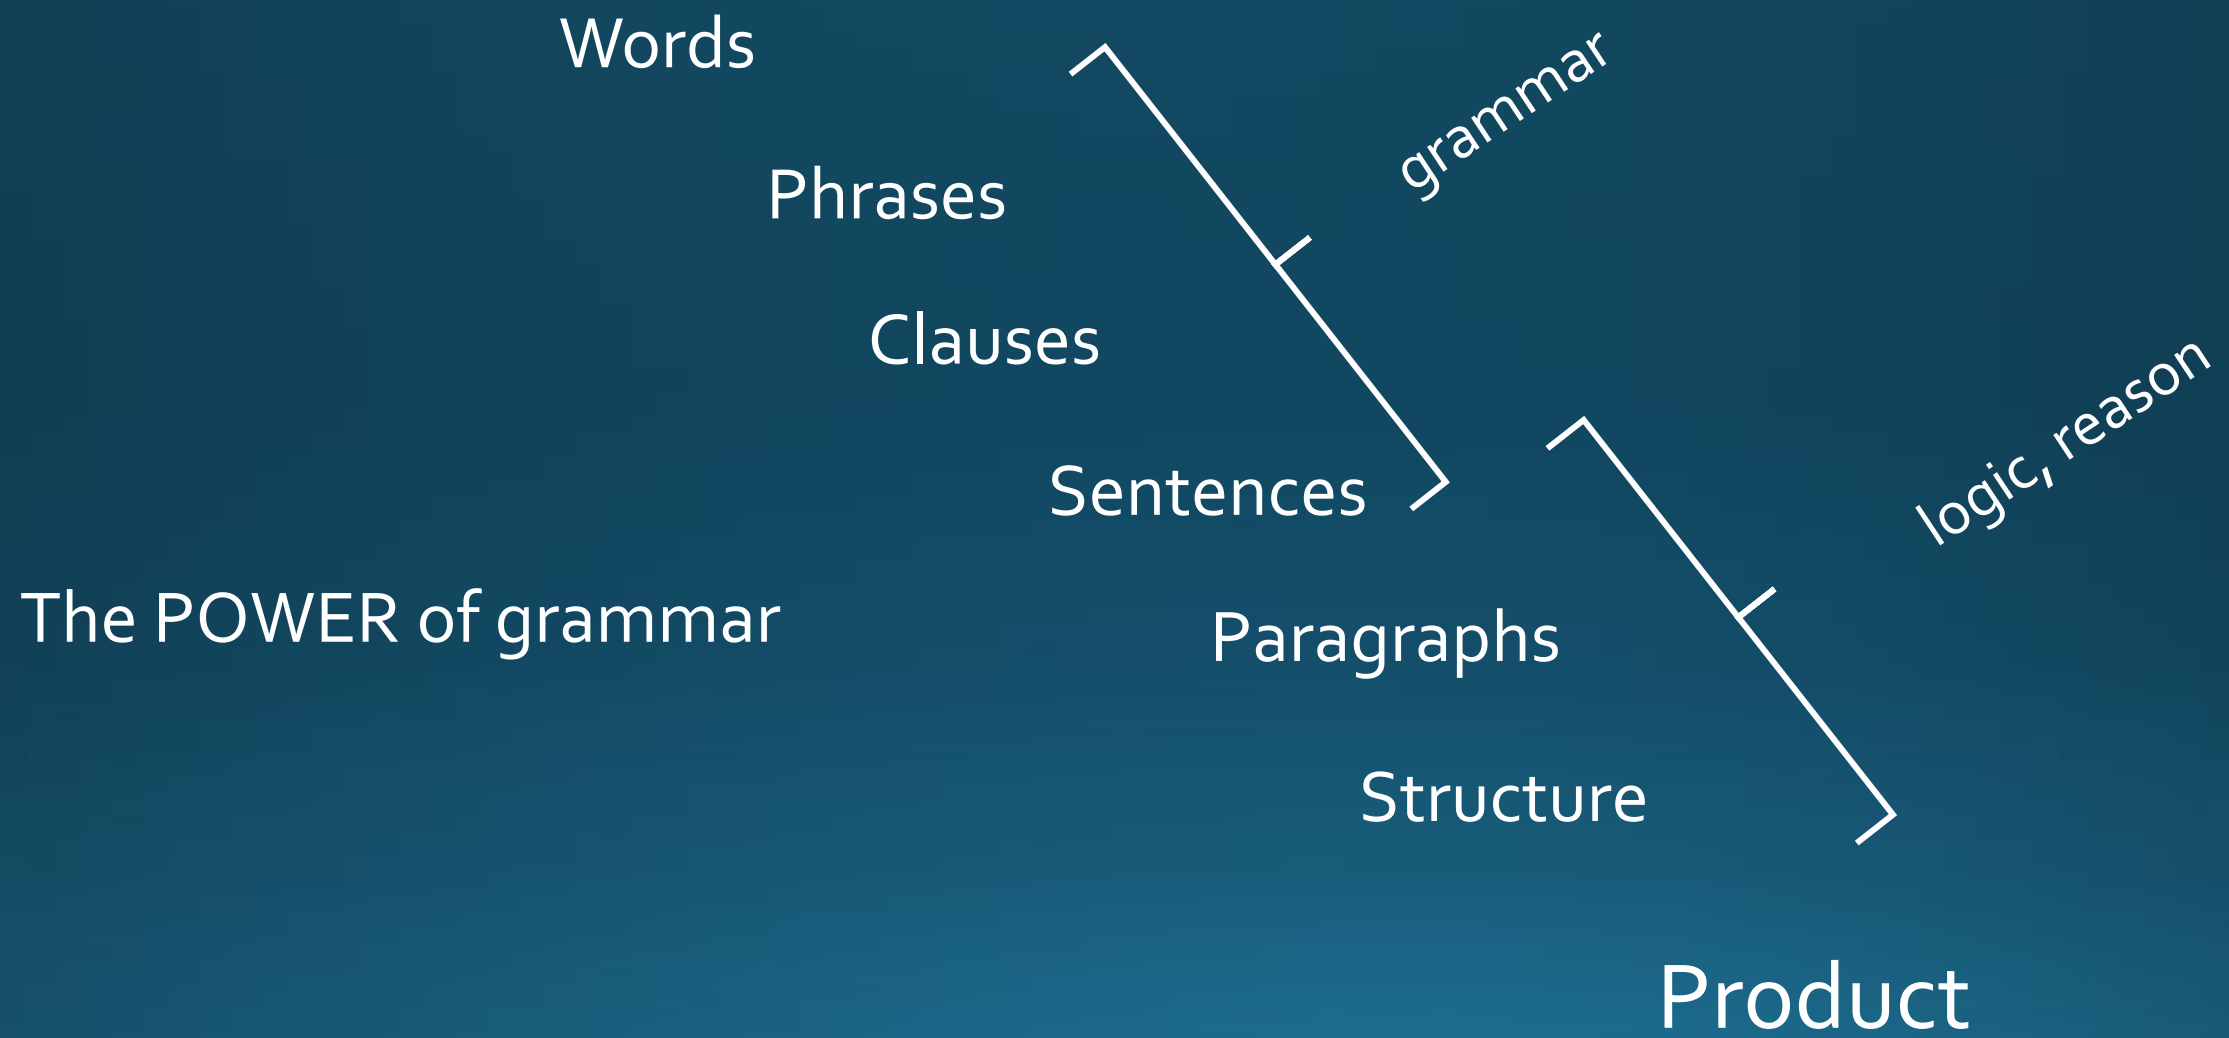 Words
grammar
Phrases
Clauses
logic, reason
Sentences
The POWER of grammar
Paragraphs
Structure
Product